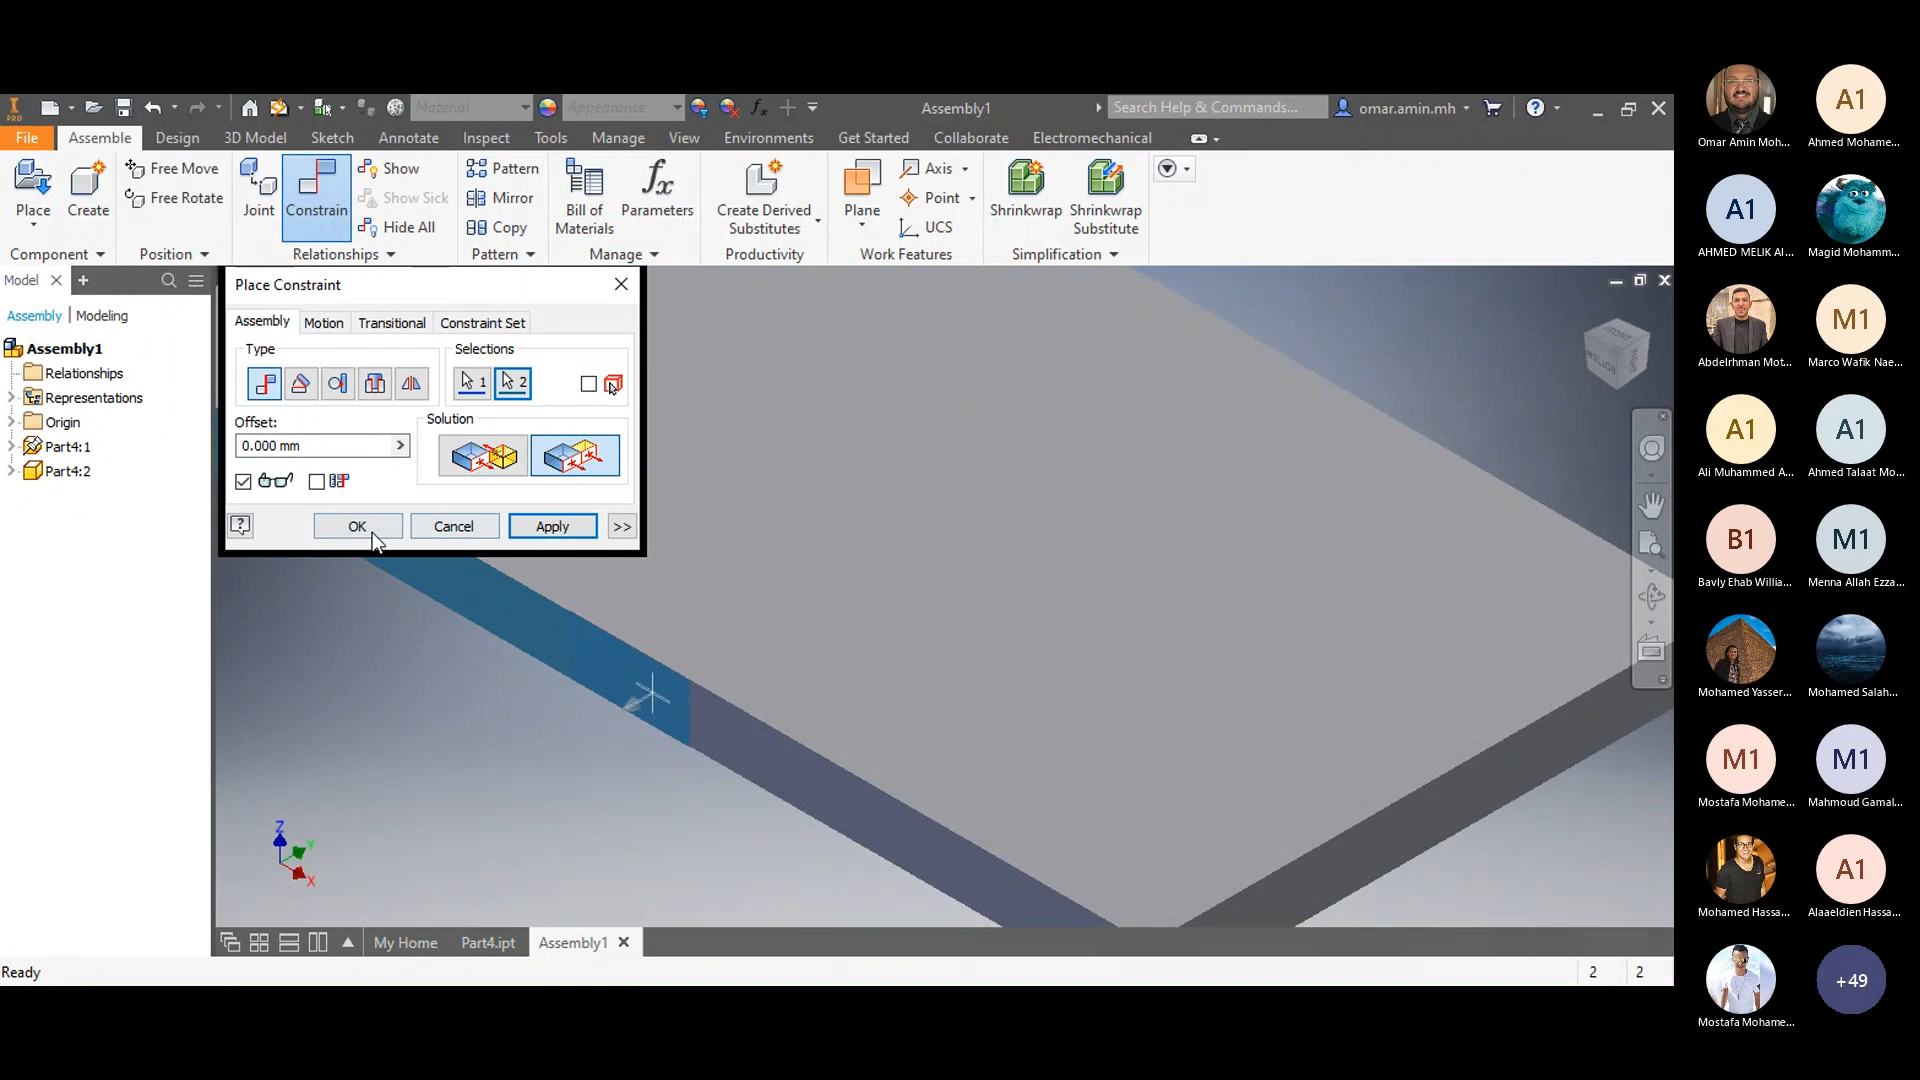 PRO
Material
Appearance
fx
Assembly1
Search Help & Commands...
omar.amin.mh
File
Assemble
Design
3D Model
Sketch
Annotate
Inspect
Tools
Manage
View
Environments
Get Started
Collaborate
Electromechanical
Place
Create
Free Move
Free Rotate
Joint
Constrain
Show
Show Sick
Hide All
Pattern
Mirror
Copy
Bill of
Materials
fx
Parameters
Create Derived
Substitutes
Plane
Axis
Point
UCS
Shrinkwrap
Shrinkwrap
Substitute
Component
Position
Relationships
Pattern
Manage
Productivity
Work Features
Simplification
Model
Assembly
Modeling
Assembly1
Relationships
Representations
Origin
Part4:1
Part4:2
Place Constraint
Assembly
Motion
Transitional
Constraint Set
Type
Selections
1
2
Offset:
0.000 mm
Solution
OK
Cancel
Apply
>>
Z
Y
X
My Home
Part4.ipt
Assembly1
Ready
2
2
Omar Amin Moh...
A1
Ahmed Mohame...
A1
AHMED MELIK Al...
Magid Mohamm...
Abdelrhman Mot...
M1
Marco Wafik Nae...
A1
Ali Muhammed A...
A1
Ahmed Talaat Mo...
B1
Bavly Ehab Willia...
M1
Menna Allah Ezza...
Mohamed Yasser...
Mohamed Salah...
M1
Mostafa Mohame...
M1
Mahmoud Gamal...
Mohamed Hassa...
A1
Alaaeldien Hassa...
Mostafa Mohame...
+49